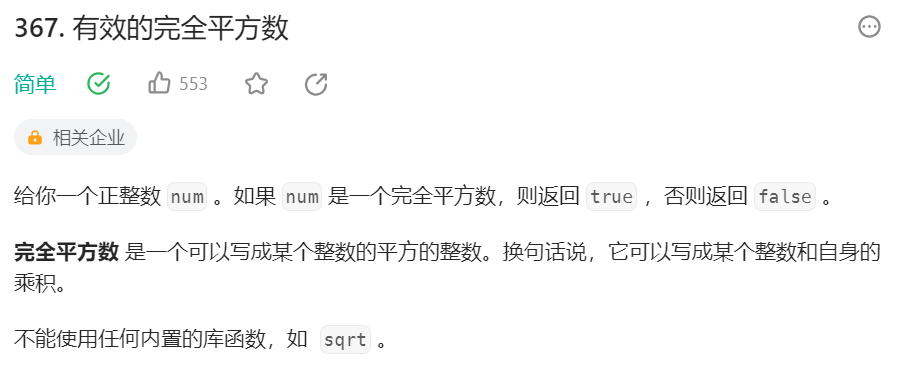 367. 有效的完全平方数
简单 553
相关企业
给你一个正整数 num 。如果 num 是一个完全平方数，则返回 true ，否则返回 false 。
完全平方数 是一个可以写成某个整数的平方的整数。换句话说，它可以写成某个整数和自身的
乘积。
不能使用任何内置的库函数，如 sqrt 。